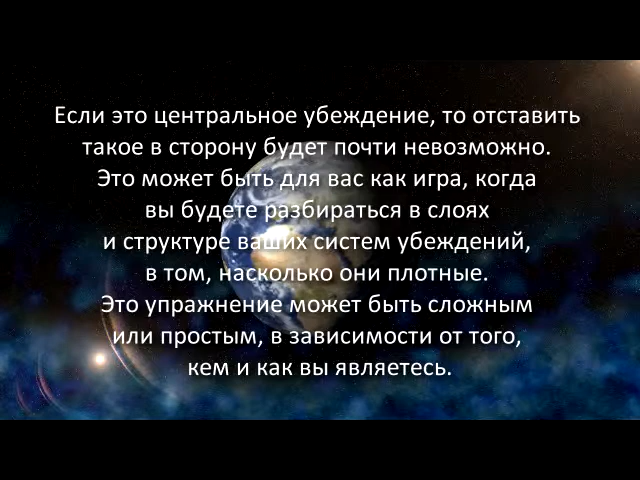 Если это центральное убеждение, то отставить
такое в сторону будет почти невозможно.
Это может быть для вас как игра, когда
вы будете разбираться в слоях
и структуре ваших систем убеждений,
в том, насколько они плотные.
Это упражнение может быть сложным
или простым, в зависимости от того,
кем и как вы являетесь.